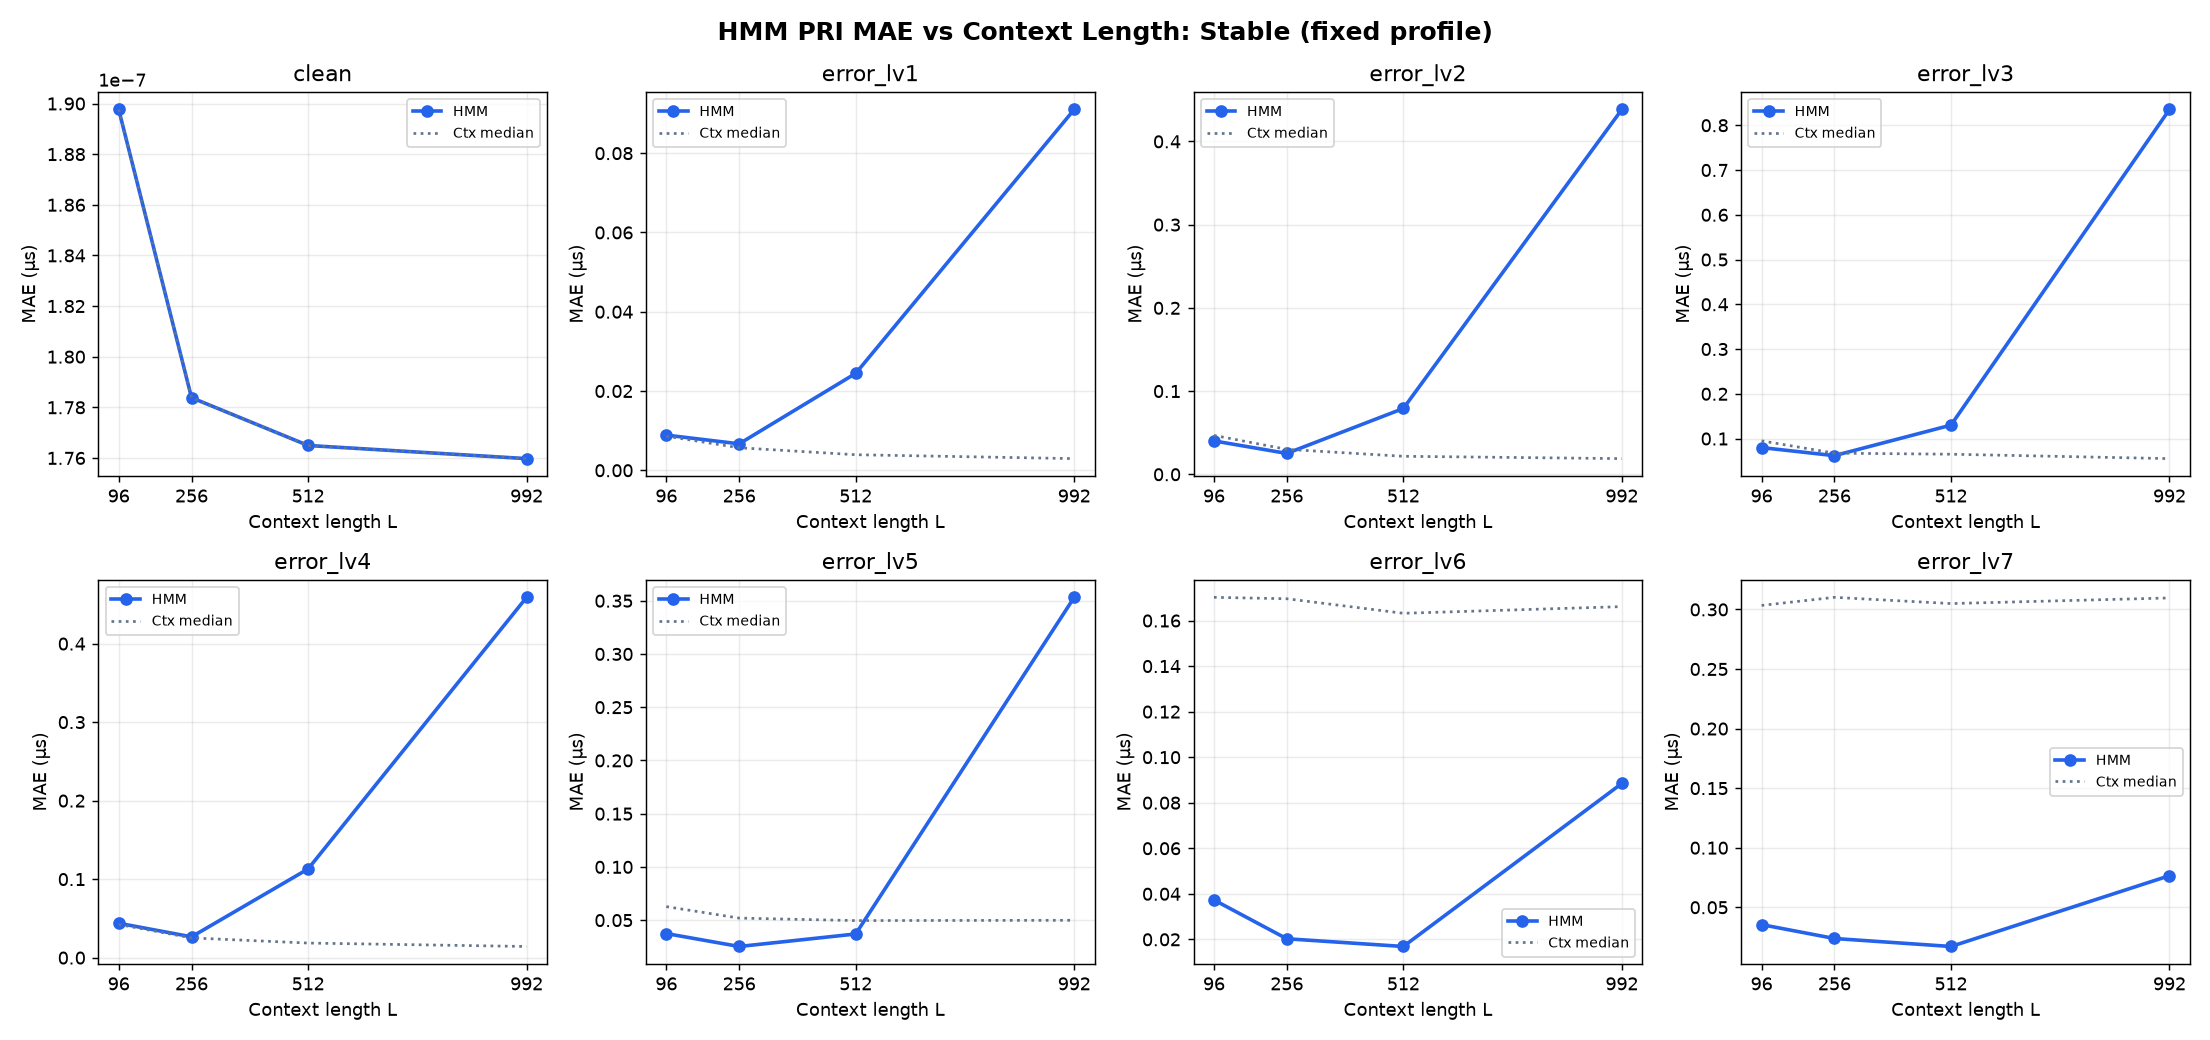 HMM PRI MAE vs Context Length: Stable (fixed profile)
clean
1e−7
MAE (µs)
1.90
1.88
1.86
1.84
1.82
1.80
1.78
1.76
HMM
Ctx median
96 256 512 992
Context length L
error_lv1
MAE (µs)
0.08
0.06
0.04
0.02
0.00
HMM
Ctx median
96 256 512 992
Context length L
error_lv2
MAE (µs)
0.4
0.3
0.2
0.1
0.0
HMM
Ctx median
96 256 512 992
Context length L
error_lv3
MAE (µs)
0.8
0.7
0.6
0.5
0.4
0.3
0.2
0.1
HMM
Ctx median
96 256 512 992
Context length L
error_lv4
MAE (µs)
0.4
0.3
0.2
0.1
0.0
HMM
Ctx median
96 256 512 992
Context length L
error_lv5
MAE (µs)
0.35
0.30
0.25
0.20
0.15
0.10
0.05
HMM
Ctx median
96 256 512 992
Context length L
error_lv6
MAE (µs)
0.16
0.14
0.12
0.10
0.08
0.06
0.04
0.02
HMM
Ctx median
96 256 512 992
Context length L
error_lv7
MAE (µs)
0.30
0.25
0.20
0.15
0.10
0.05
HMM
Ctx median
96 256 512 992
Context length L